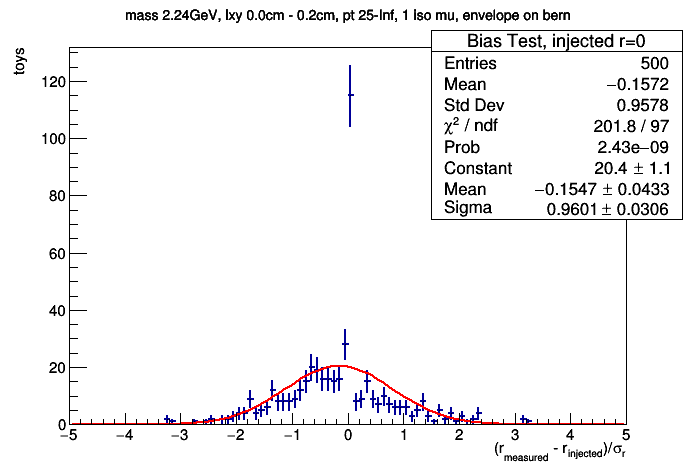 mass 2.24GeV, lxy 0.0cm - 0.2cm, pt 25-Inf, 1 Iso mu, envelope on bern
Bias Test, injected r=0
Entries 500
Mean −0.1572
Std Dev 0.9578
χ² / ndf 201.8 / 97
Prob 2.43e−09
Constant 20.4 ± 1.1
Mean −0.1547 ± 0.0433
Sigma 0.9601 ± 0.0306
toys
120
100
80
60
40
20
0
−5 −4 −3 −2 −1 0 1 2 3 4 5
(r_measured - r_injected)/σ_r